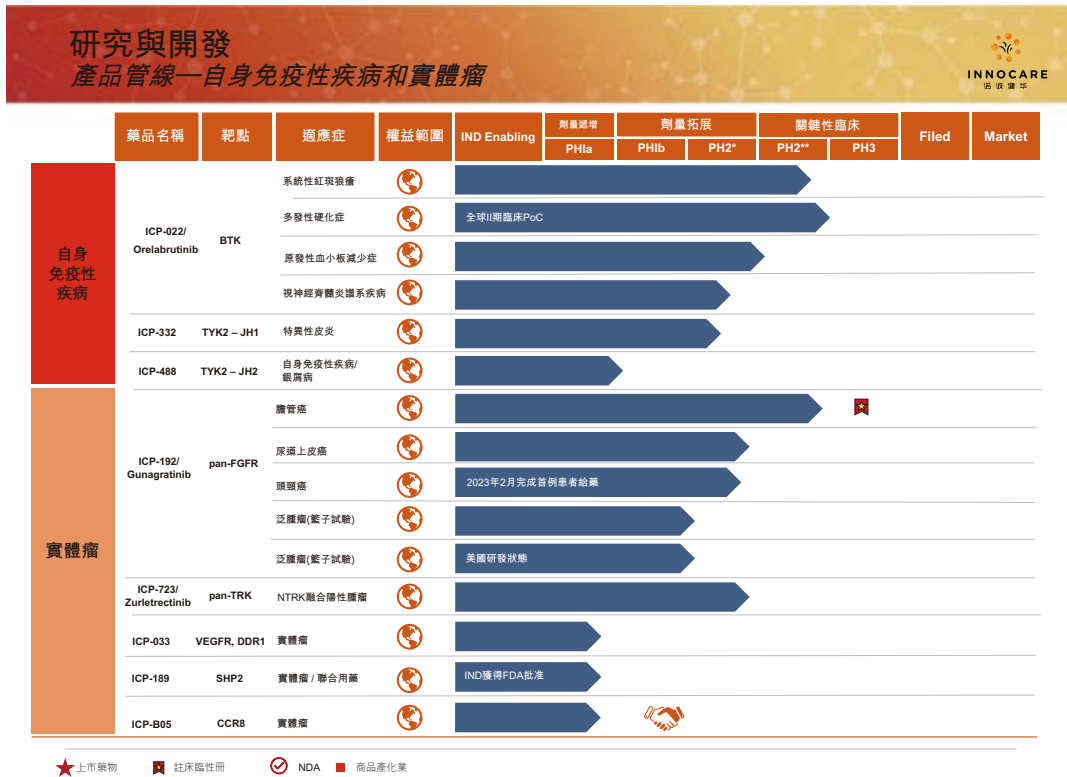 研究與開發
產品管線—自身免疫性疾病和實體瘤
INNOCARE
诺诚健华
藥品名稱 靶點 適應症 權益範圍 IND Enabling 劑量遞增 劑量拓展 關鍵性臨床 Filed Market
PHIa PHIb PH2* PH2** PH3
自身
免疫性
疾病
ICP-022/
Orelabrutinib
BTK
系統性紅斑狼瘡
多發性硬化症 全球II期臨床PoC
原發性血小板減少症
視神經脊髓炎譜系疾病
ICP-332 TYK2 – JH1 特異性皮炎
ICP-488 TYK2 – JH2 自身免疫性疾病/
銀屑病
實體瘤
ICP-192/
Gunagratinib
pan-FGFR
膽管癌
尿道上皮癌
頭頸癌 2023年2月完成首例患者給藥
泛腫瘤(籃子試驗)
泛腫瘤(籃子試驗) 美國研發狀態
ICP-723/
Zurletrectinib
pan-TRK NTRK融合陽性腫瘤
ICP-033 VEGFR, DDR1 實體瘤
ICP-189 SHP2 實體瘤 / 聯合用藥 IND獲得FDA批准
ICP-B05 CCR8 實體瘤
上市藥物 註床臨性冊 NDA 商品產化業